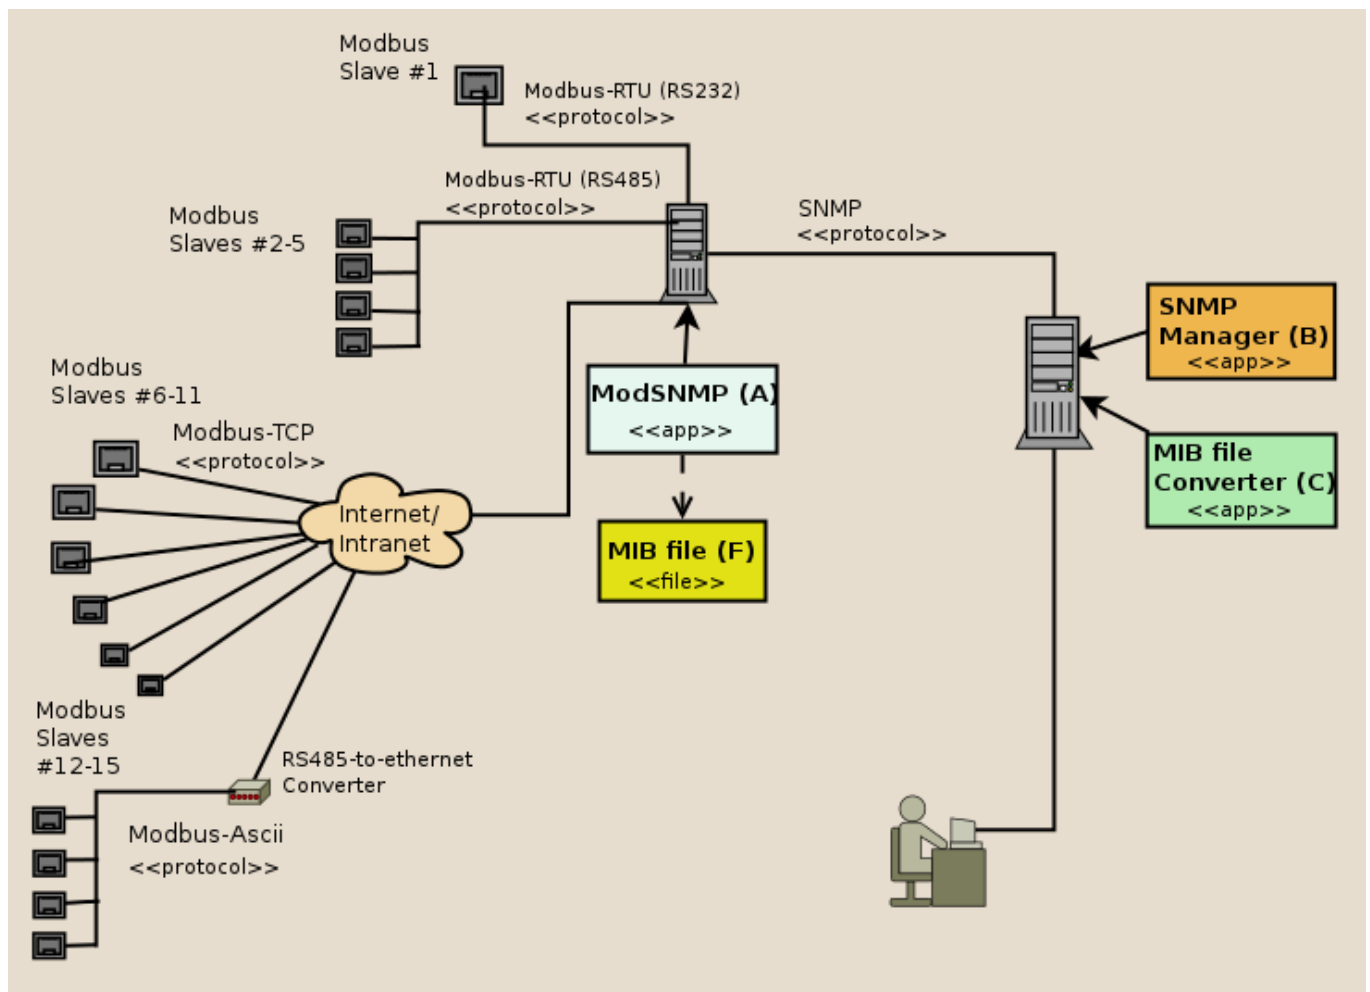 Modbus
Slave #1
Modbus-RTU (RS232)
<<protocol>>
Modbus-RTU (RS485)
<<protocol>>
Modbus
Slaves #2-5
SNMP
<<protocol>>
SNMP
Manager (B)
<<app>>
Modbus
Slaves #6-11
Modbus-TCP
<<protocol>>
ModSNMP (A)
<<app>>
MIB file
Converter (C)
<<app>>
Internet/
Intranet
MIB file (F)
<<file>>
Modbus
Slaves
#12-15
RS485-to-ethernet
Converter
Modbus-Ascii
<<protocol>>